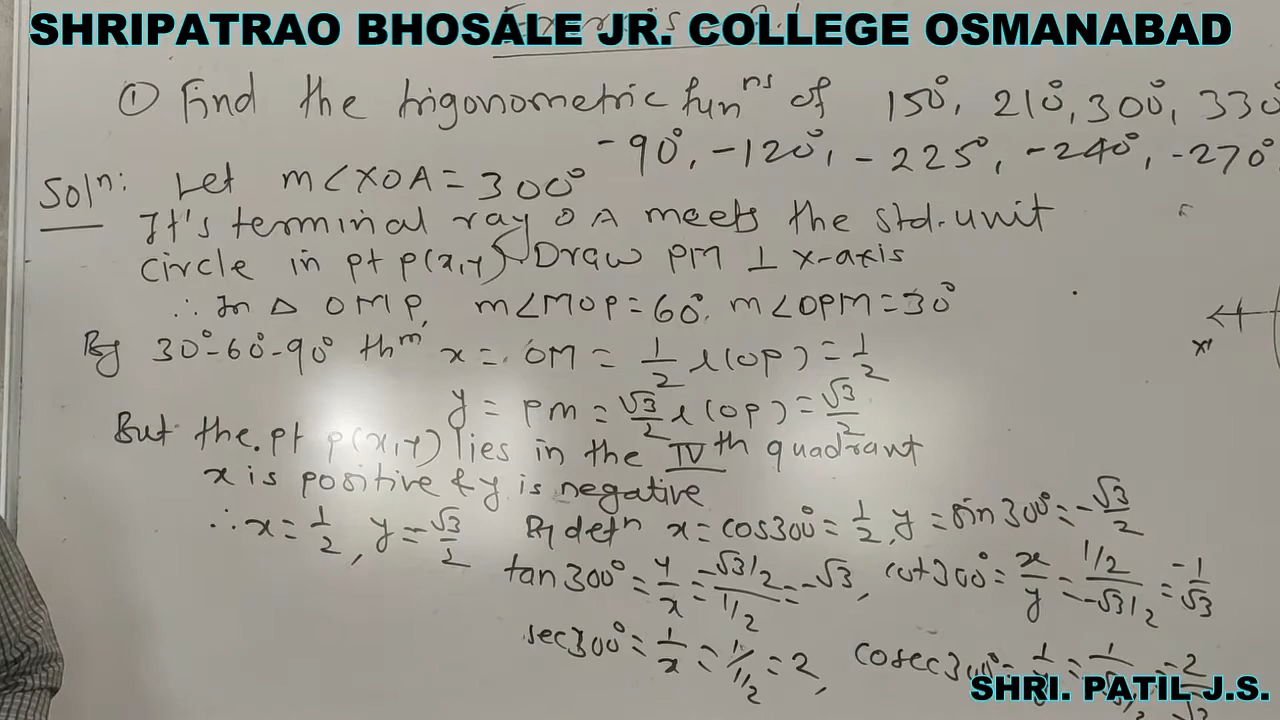 SHRIPATRAO BHOSALE JR. COLLEGE OSMANABAD
① Find the trigonometric funⁿˢ of 150°, 210°, 300°, 330°
-90°, -120°, -225°, -240°, -270°
Solⁿ: Let m∠XOA = 300°
It's terminal ray OA meets the std. unit
circle in pt P(x,y). Draw PM ⊥ x-axis
∴ In △ OMP, m∠MOP = 60°, m∠OPM = 30°
By 30°-60°-90° thᵐ x = OM = 1/2 l(OP) = 1/2
y = PM = √3/2 l(OP) = √3/2
But the pt P(x,y) lies in the IVth quadrant
x is positive & y is negative
∴ x = 1/2, y = -√3/2 By defⁿ x = cos300° = 1/2, y = sin300° = -√3/2
tan300° = y/x = (-√3/2)/(1/2) = -√3, cot300° = x/y = (1/2)/(-√3/2) = -1/√3
sec300° = 1/x = 1/(1/2) = 2, cosec300° = 1/y = -2/√3
X'
SHRI. PATIL J.S.